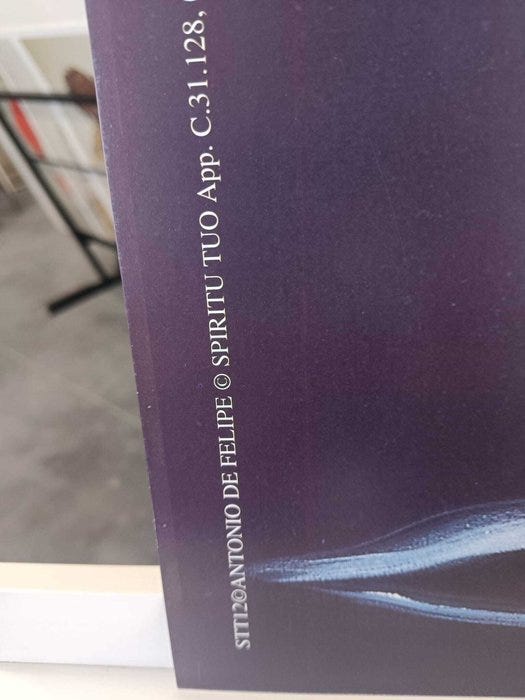 STT12©ANTONIO DE FELIPE © SPIRITU TUO App. C.31.128,